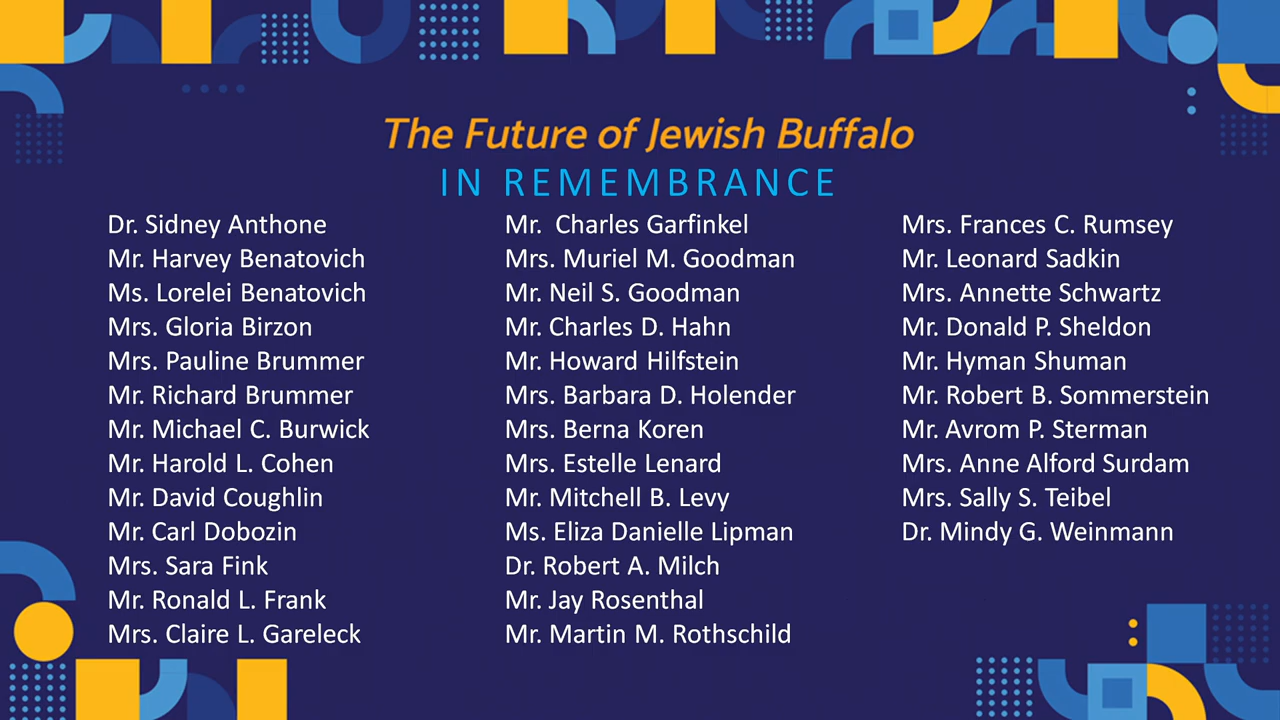 The Future of Jewish Buffalo
IN REMEMBRANCE
Dr. Sidney Anthone
Mr. Harvey Benatovich
Ms. Lorelei Benatovich
Mrs. Gloria Birzon
Mrs. Pauline Brummer
Mr. Richard Brummer
Mr. Michael C. Burwick
Mr. Harold L. Cohen
Mr. David Coughlin
Mr. Carl Dobozin
Mrs. Sara Fink
Mr. Ronald L. Frank
Mrs. Claire L. Gareleck
Mr.  Charles Garfinkel
Mrs. Muriel M. Goodman
Mr. Neil S. Goodman
Mr. Charles D. Hahn
Mr. Howard Hilfstein
Mrs. Barbara D. Holender
Mrs. Berna Koren
Mrs. Estelle Lenard
Mr. Mitchell B. Levy
Ms. Eliza Danielle Lipman
Dr. Robert A. Milch
Mr. Jay Rosenthal
Mr. Martin M. Rothschild
Mrs. Frances C. Rumsey
Mr. Leonard Sadkin
Mrs. Annette Schwartz
Mr. Donald P. Sheldon
Mr. Hyman Shuman
Mr. Robert B. Sommerstein
Mr. Avrom P. Sterman
Mrs. Anne Alford Surdam
Mrs. Sally S. Teibel
Dr. Mindy G. Weinmann